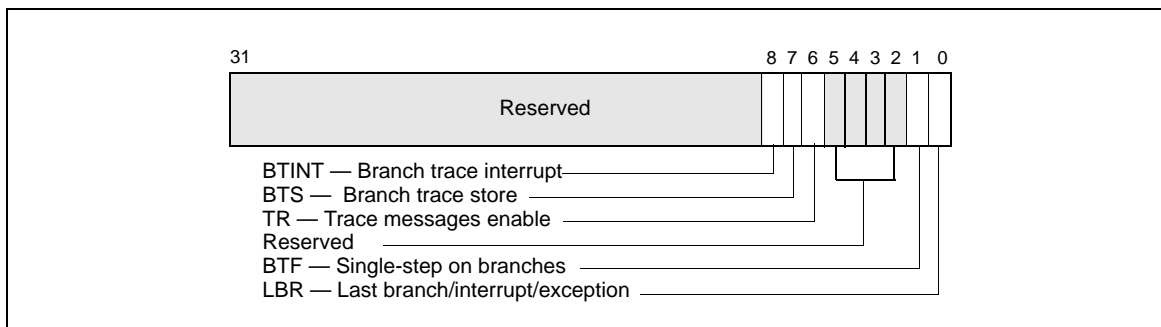 31 8 7 6 5 4 3 2 1 0
Reserved
BTINT — Branch trace interrupt
BTS — Branch trace store
TR — Trace messages enable
Reserved
BTF — Single-step on branches
LBR — Last branch/interrupt/exception